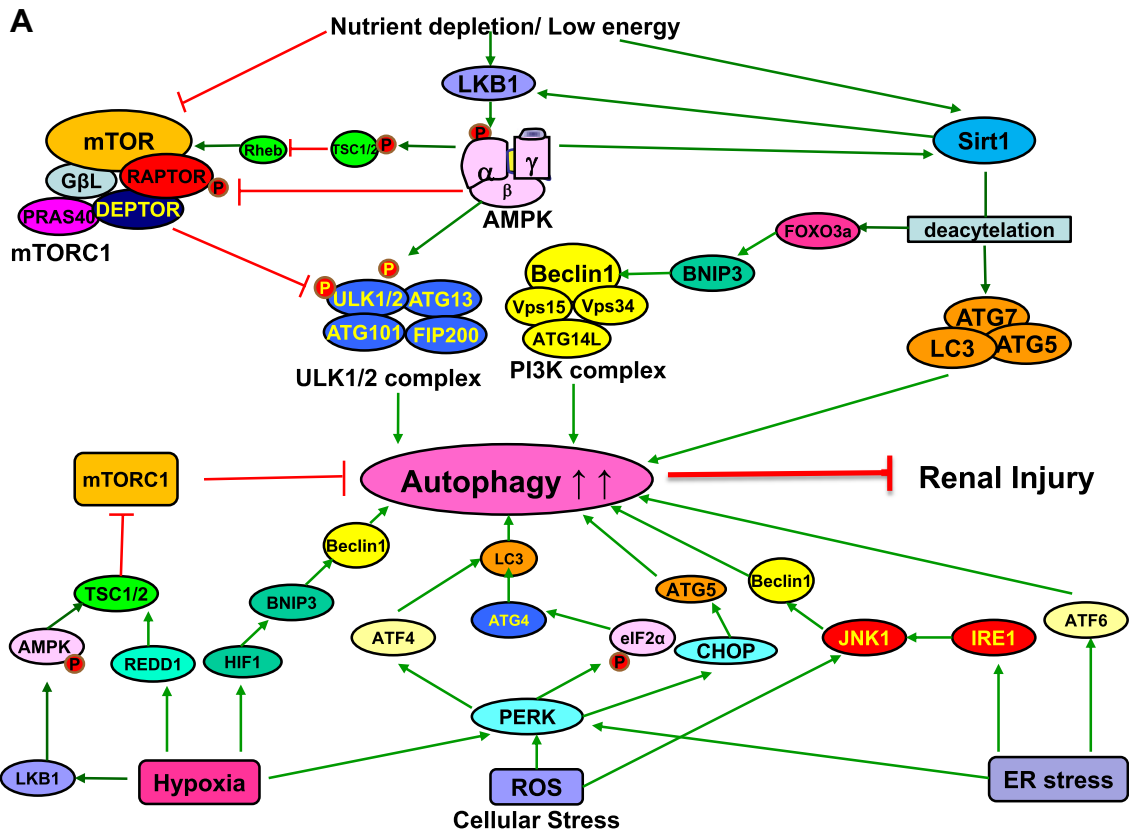 A
Nutrient depletion/ Low energy
LKB1
mTOR
Rheb
TSC1/2
P
P
α
γ
β
AMPK
Sirt1
GβL
RAPTOR
P
PRAS40
DEPTOR
mTORC1
FOXO3a
deacytelation
P
P
ULK1/2
ATG13
ATG101
FIP200
ULK1/2 complex
Beclin1
Vps15
Vps34
ATG14L
PI3K complex
BNIP3
ATG7
LC3
ATG5
mTORC1
Autophagy ↑ ↑
Renal Injury
Beclin1
LC3
TSC1/2
BNIP3
ATG4
ATG5
Beclin1
AMPK
P
REDD1
HIF1
ATF4
eIF2α
P
CHOP
JNK1
IRE1
ATF6
PERK
LKB1
Hypoxia
ROS
ER stress
Cellular Stress